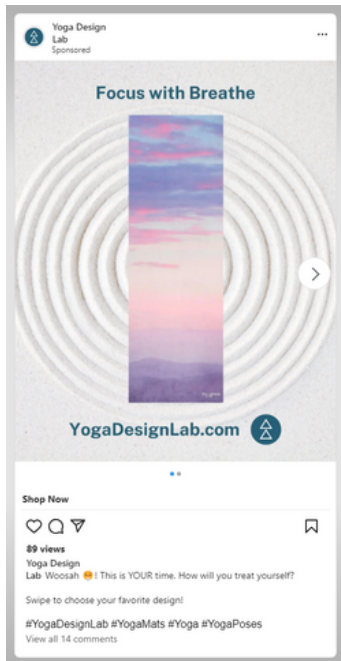 Yoga Design
Lab
Sponsored
Focus with Breathe
YogaDesignLab.com
Shop Now
89 views
Yoga Design
Lab Woosah 😁! This is YOUR time. How will you treat yourself?
Swipe to choose your favorite design!
#YogaDesignLab #YogaMats #Yoga #YogaPoses
View all 14 comments